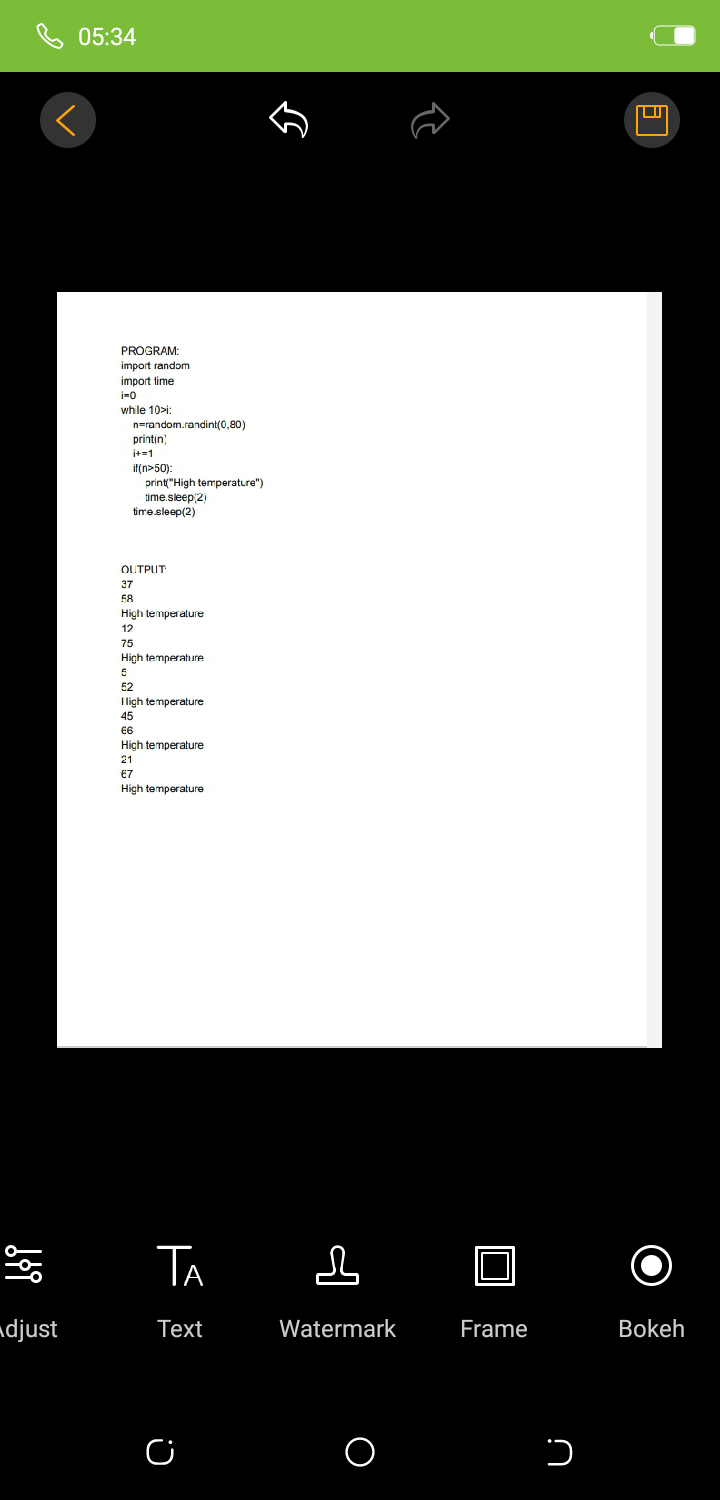 05:34
PROGRAM:
import random
import time
i=0
while 10>i:
n=random.randint(0,80)
print(n)
i+=1
if(n>50):
print("High temperature")
time.sleep(2)
time.sleep(2)
OUTPUT:
37
58
High temperature
12
75
High temperature
5
52
High temperature
45
66
High temperature
21
67
High temperature
Adjust
Text
Watermark
Frame
Bokeh